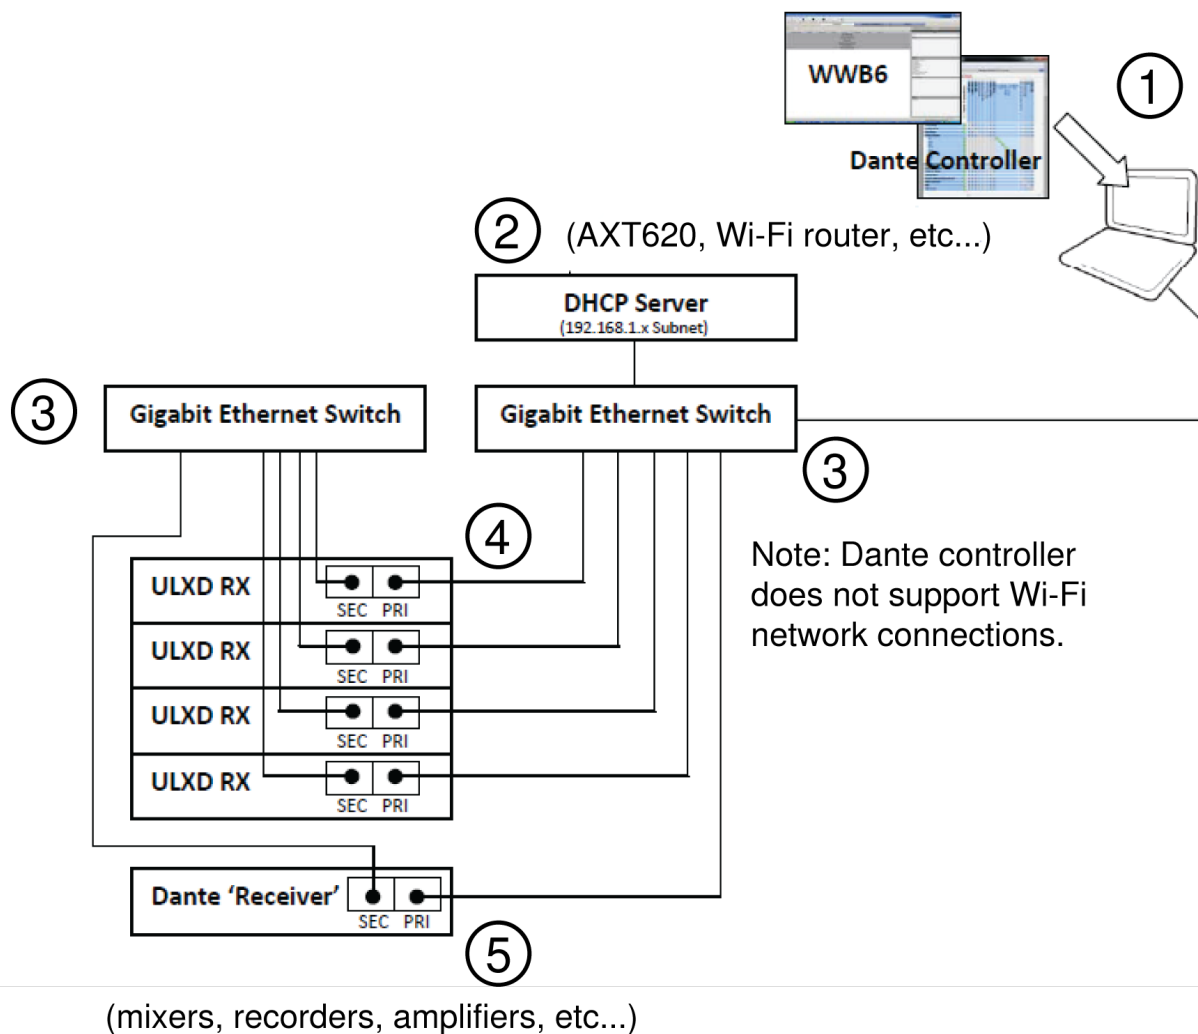 WWB6
1
Dante Controller
2
(AXT620, Wi-Fi router, etc...)
DHCP Server
(192.168.1.x Subnet)
3
Gigabit Ethernet Switch
Gigabit Ethernet Switch
3
4
Note: Dante controller
does not support Wi-Fi
network connections.
ULXD RX
SEC PRI
ULXD RX
SEC PRI
ULXD RX
SEC PRI
ULXD RX
SEC PRI
Dante ‘Receiver’
SEC PRI
5
(mixers, recorders, amplifiers, etc...)